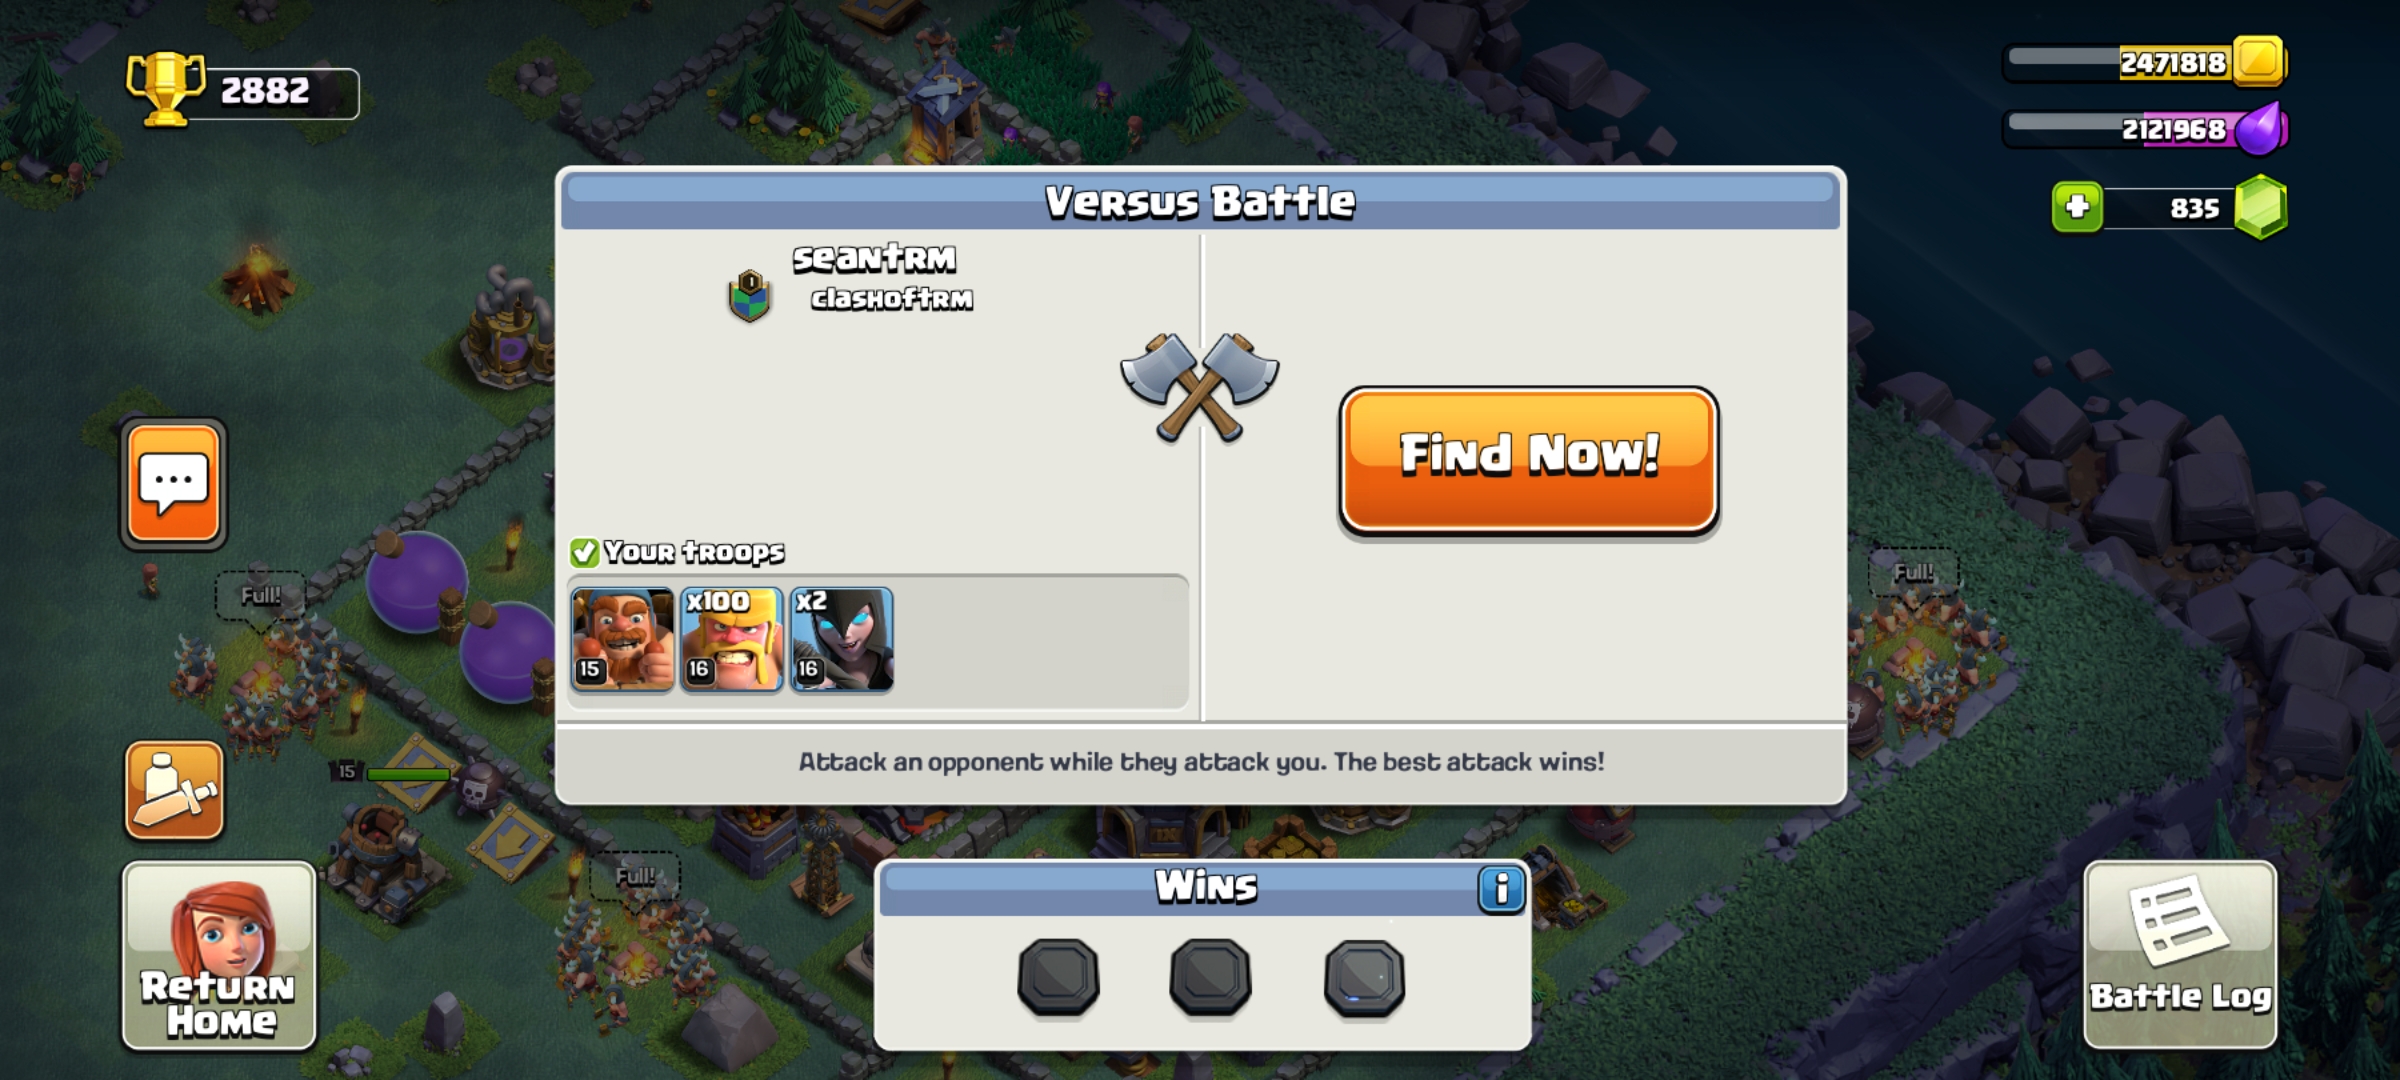 2882
2471818
2121968
835
Versus Battle
seantrm
clashoftrm
Find Now!
Your troops
x100
x2
15
16
16
Attack an opponent while they attack you. The best attack wins!
Full!
Full!
15
Full!
Wins
i
Return
Home
Battle Log